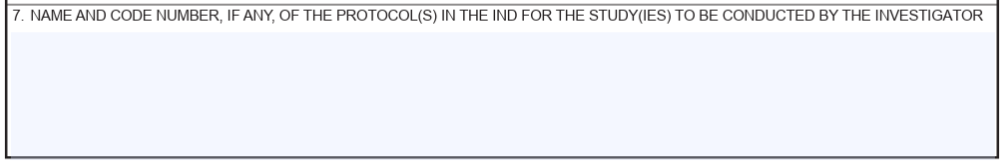 7. NAME AND CODE NUMBER, IF ANY, OF THE PROTOCOL(S) IN THE IND FOR THE STUDY(IES) TO BE CONDUCTED BY THE INVESTIGATOR